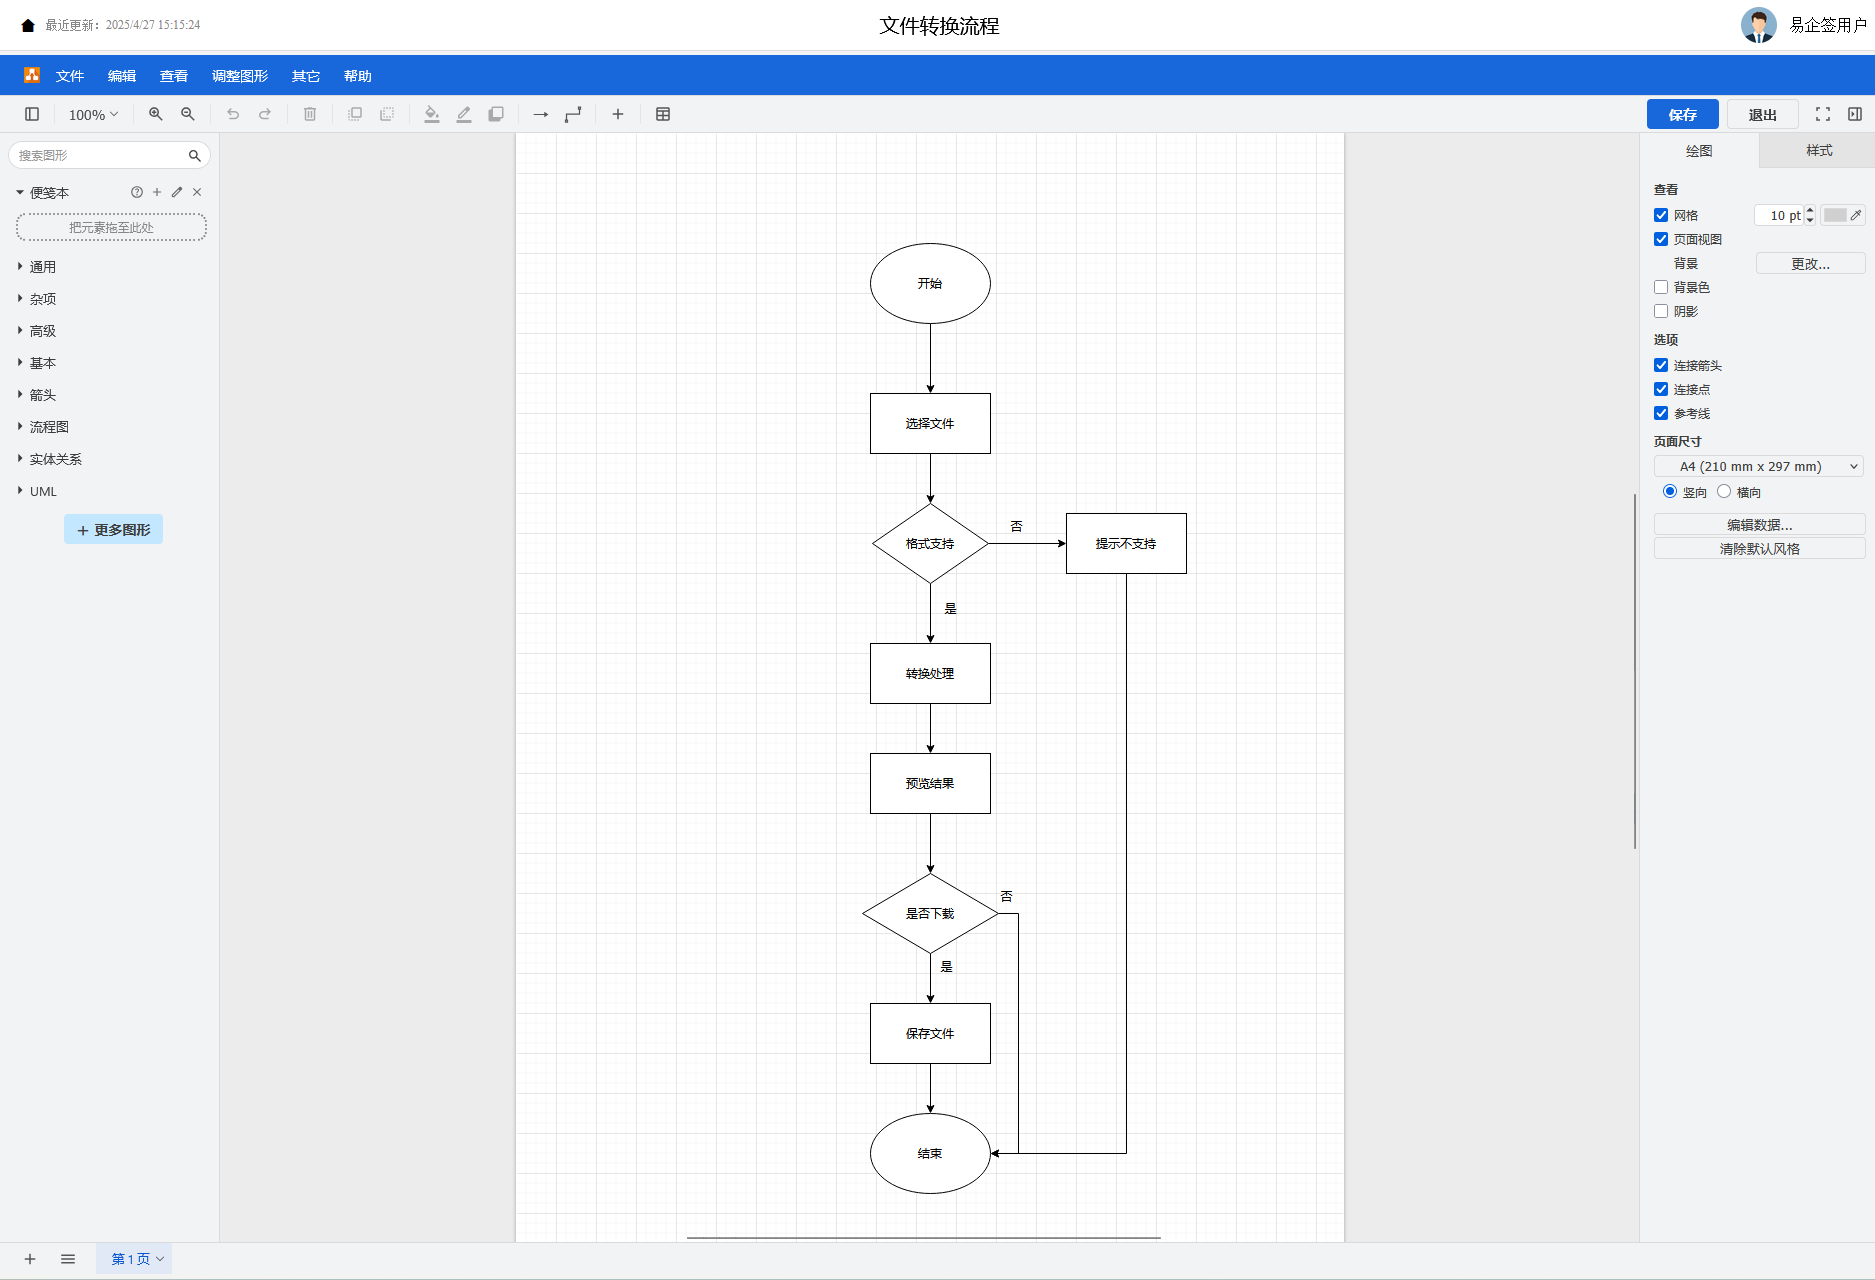 最近更新：2025/4/27 15:15:24
文件转换流程
易企签用户
文件 编辑 查看 调整图形 其它 帮助
100%
保存
退出
搜索图形
便笺本
把元素拖至此处
通用
杂项
高级
基本
箭头
流程图
实体关系
UML
+ 更多图形
开始
选择文件
格式支持
否
提示不支持
是
转换处理
预览结果
是否下载
否
是
保存文件
结束
绘图
样式
查看
网格
10 pt
页面视图
背景
更改...
背景色
阴影
选项
连接箭头
连接点
参考线
页面尺寸
A4 (210 mm x 297 mm)
竖向 横向
编辑数据...
清除默认风格
第 1 页